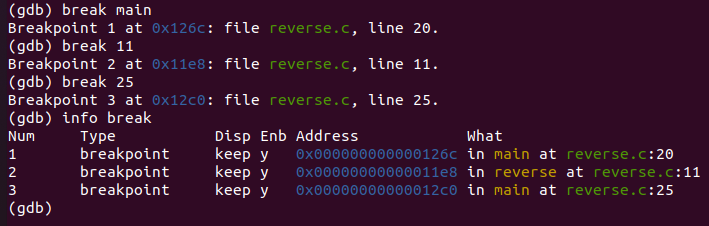 (gdb) break main
Breakpoint 1 at 0x126c: file reverse.c, line 20.
(gdb) break 11
Breakpoint 2 at 0x11e8: file reverse.c, line 11.
(gdb) break 25
Breakpoint 3 at 0x12c0: file reverse.c, line 25.
(gdb) info break
Num     Type           Disp Enb Address            What
1       breakpoint     keep y   0x000000000000126c in main at reverse.c:20
2       breakpoint     keep y   0x00000000000011e8 in reverse at reverse.c:11
3       breakpoint     keep y   0x00000000000012c0 in main at reverse.c:25
(gdb)